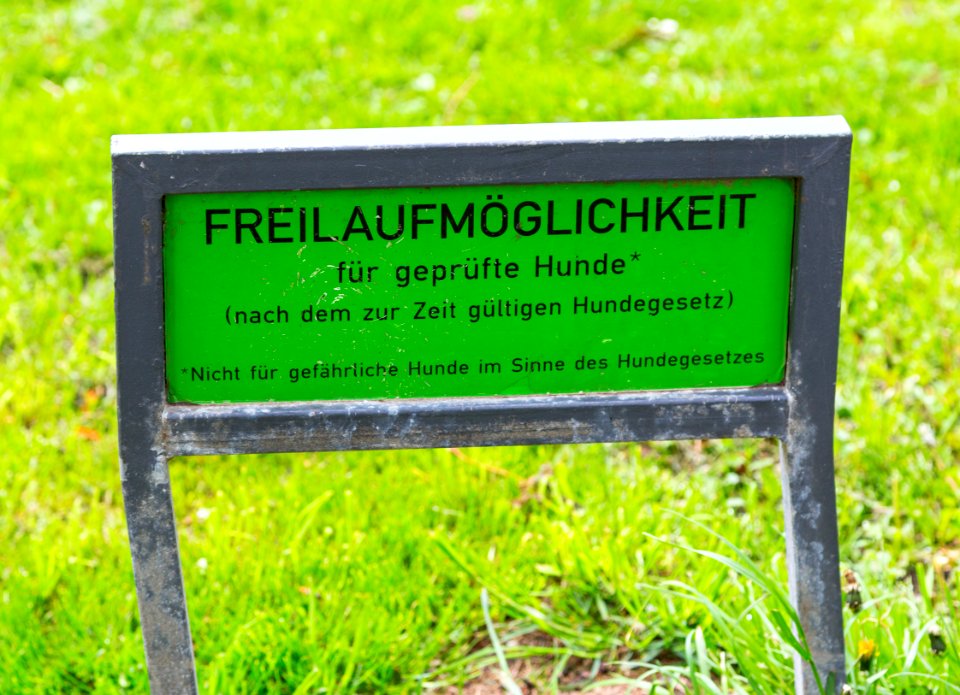 FREILAUFMÖGLICHKEIT
für geprüfte Hunde*
(nach dem zur Zeit gültigen Hundegesetz)
*Nicht für gefährliche Hunde im Sinne des Hundegesetzes